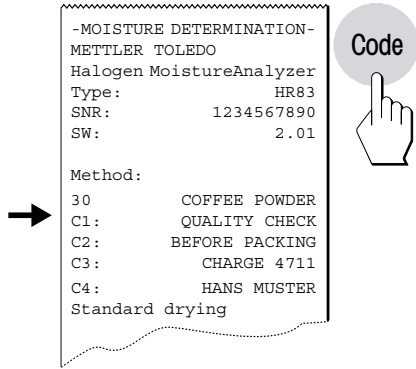 -MOISTURE DETERMINATION-
METTLER TOLEDO
Halogen MoistureAnalyzer
Type: HR83
SNR: 1234567890
SW: 2.01
Method:
30 COFFEE POWDER
C1: QUALITY CHECK
C2: BEFORE PACKING
C3: CHARGE 4711
C4: HANS MUSTER
Standard drying
Code